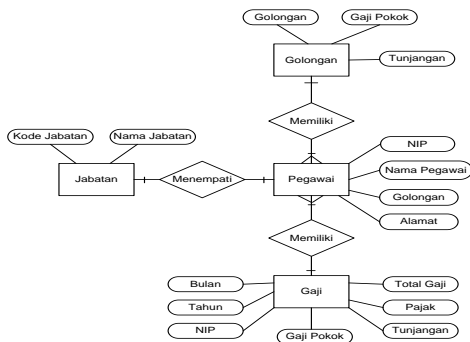 Golongan
Gaji Pokok
Golongan
Tunjangan
Memiliki
Kode Jabatan
Nama Jabatan
NIP
Jabatan
Menempati
Pegawai
Nama Pegawai
Golongan
Alamat
Memiliki
Bulan
Total Gaji
Gaji
Tahun
Pajak
NIP
Tunjangan
Gaji Pokok